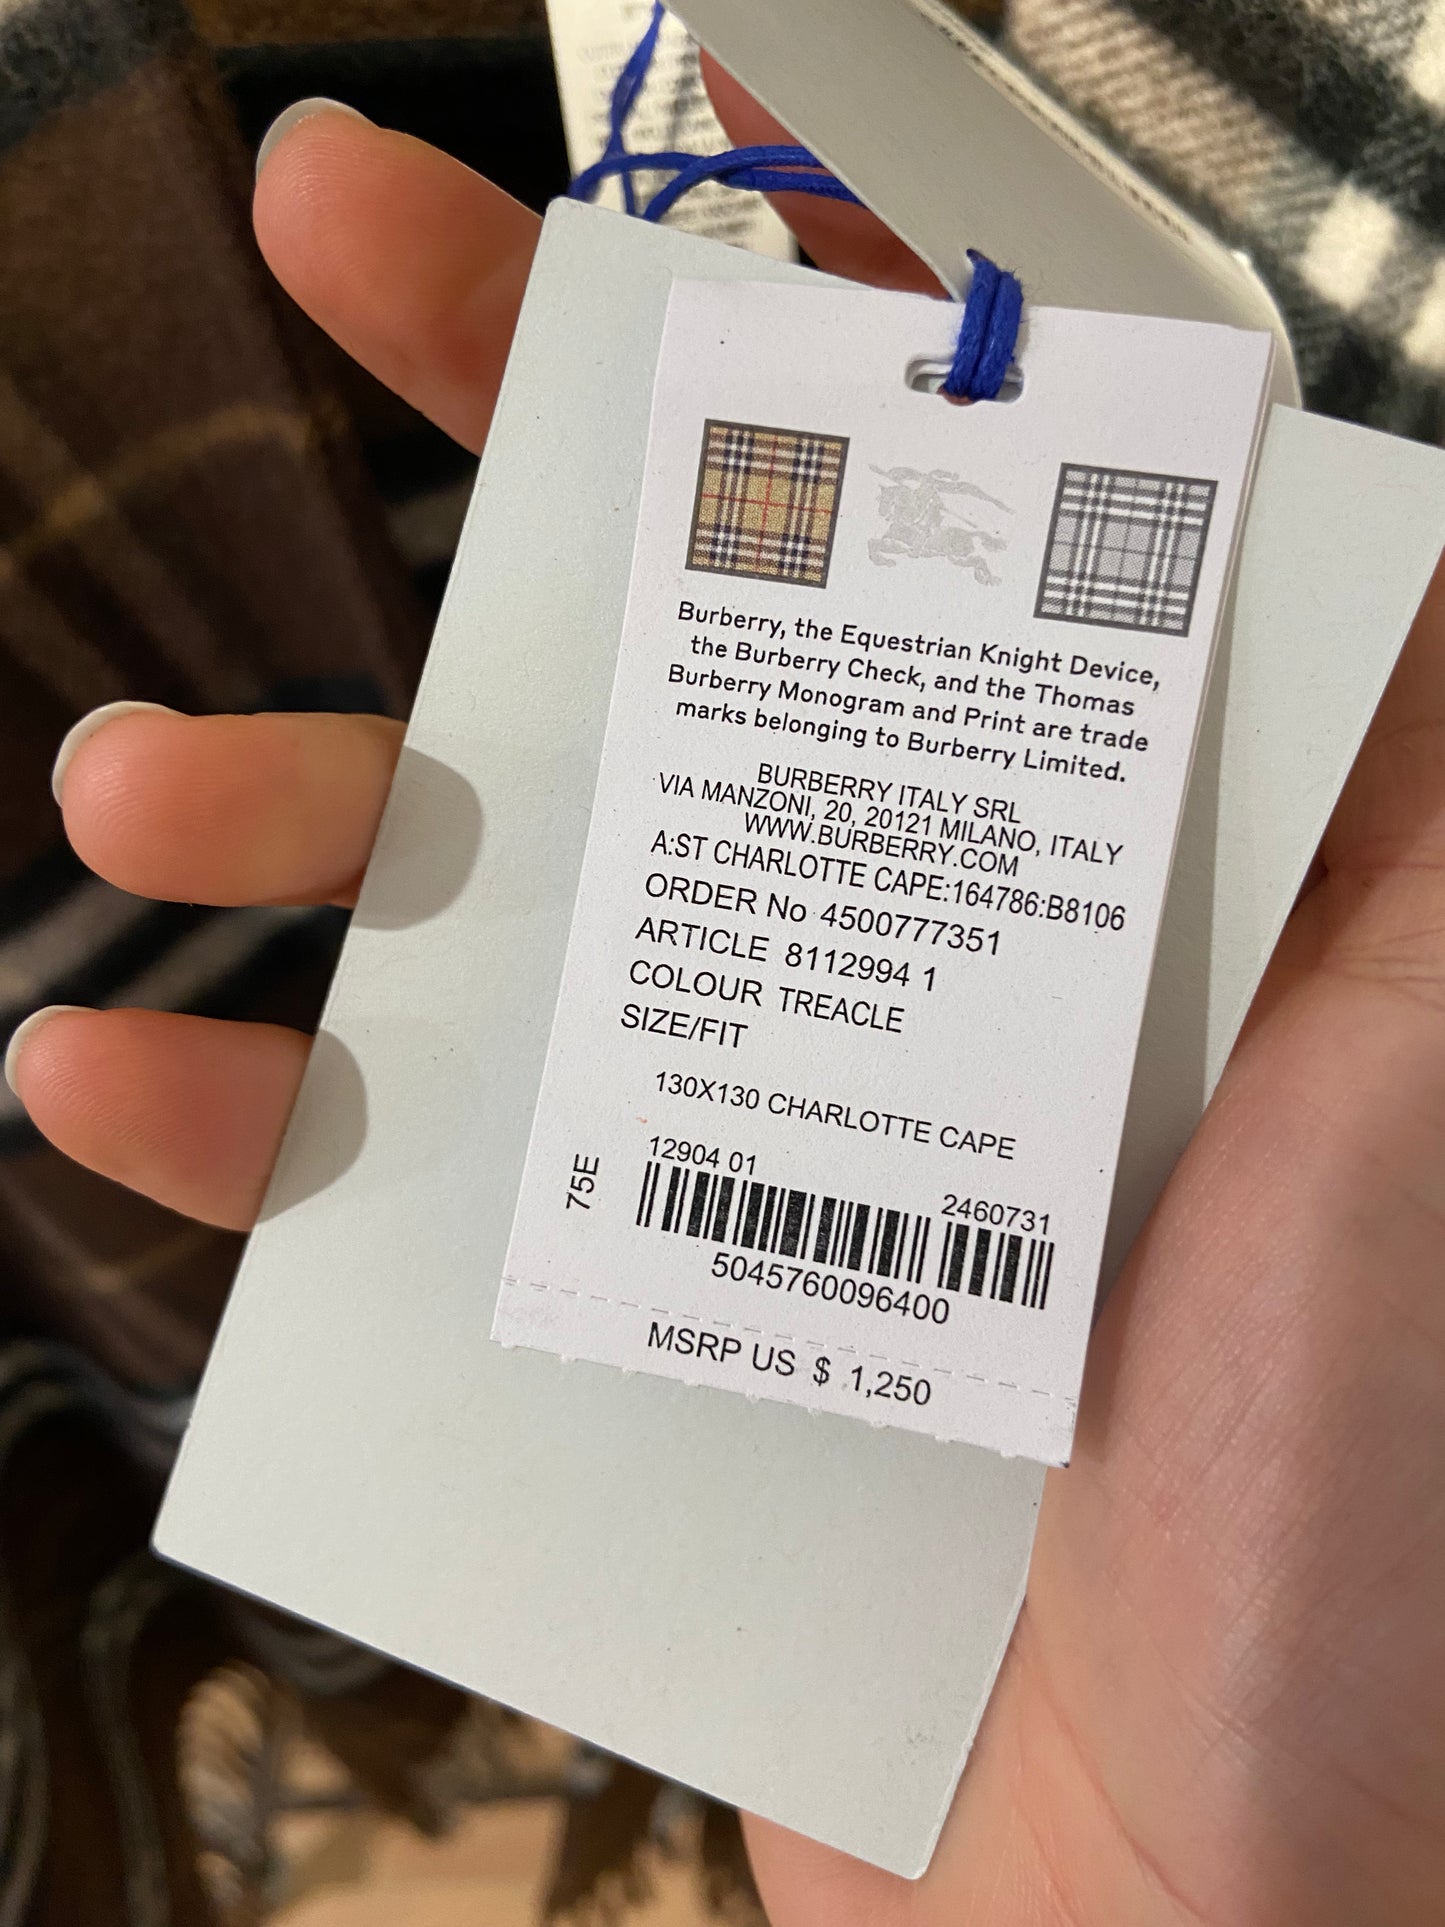 Burberry, the Equestrian Knight Device,
the Burberry Check, and the Thomas
Burberry Monogram and Print are trade
marks belonging to Burberry Limited.
BURBERRY ITALY SRL
VIA MANZONI, 20, 20121 MILANO, ITALY
WWW.BURBERRY.COM
A:ST CHARLOTTE CAPE:164786:B8106
ORDER No 4500777351
ARTICLE 8112994 1
COLOUR TREACLE
SIZE/FIT
130X130 CHARLOTTE CAPE
75E
12904 01
2460731
5045760096400
MSRP US $ 1,250